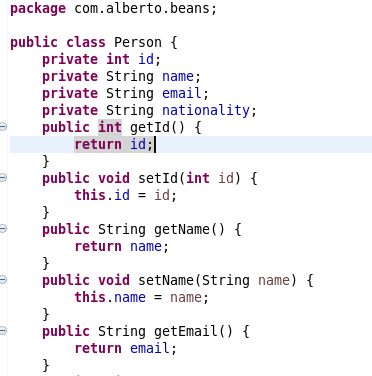 package com.alberto.beans;

public class Person {
    private int id;
    private String name;
    private String email;
    private String nationality;
    public int getId() {
        return id;
    }
    public void setId(int id) {
        this.id = id;
    }
    public String getName() {
        return name;
    }
    public void setName(String name) {
        this.name = name;
    }
    public String getEmail() {
        return email;
    }